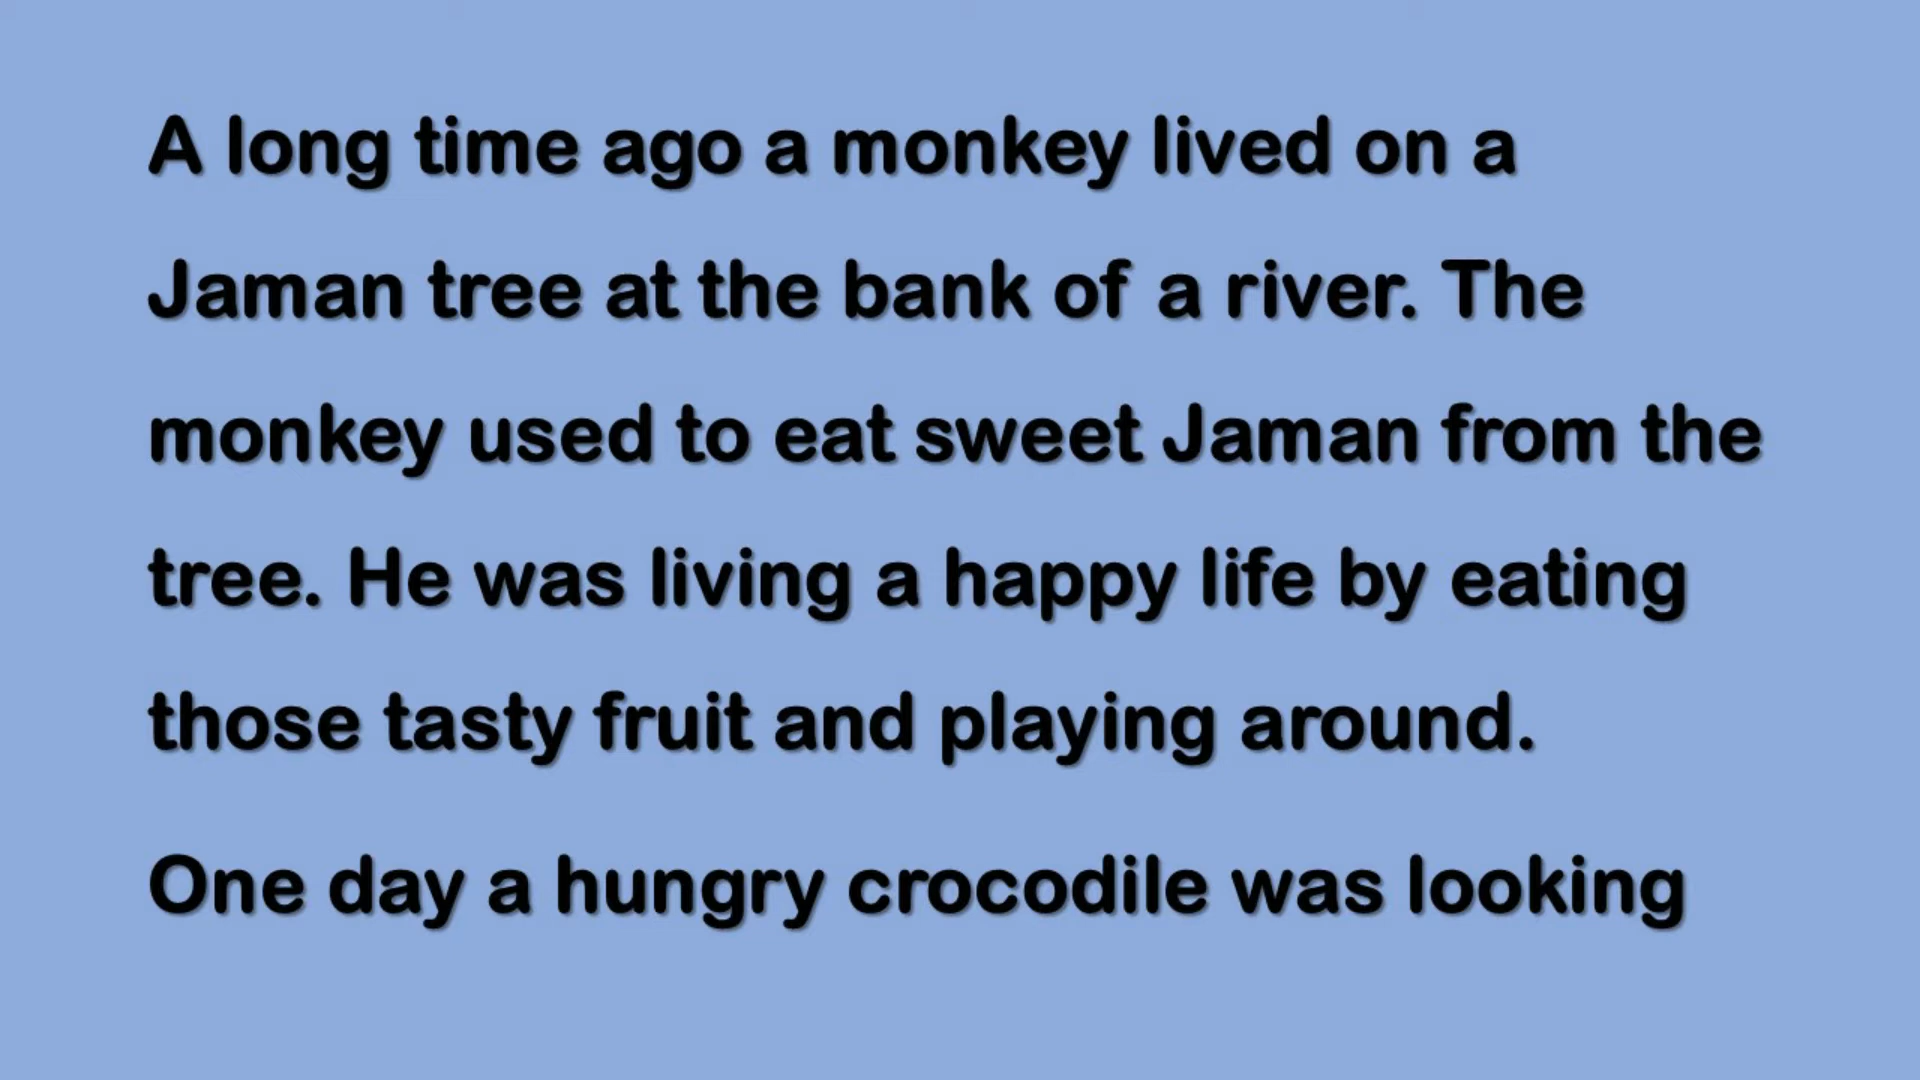 A long time ago a monkey lived on a
Jaman tree at the bank of a river. The
monkey used to eat sweet Jaman from the
tree. He was living a happy life by eating
those tasty fruit and playing around.
One day a hungry crocodile was looking